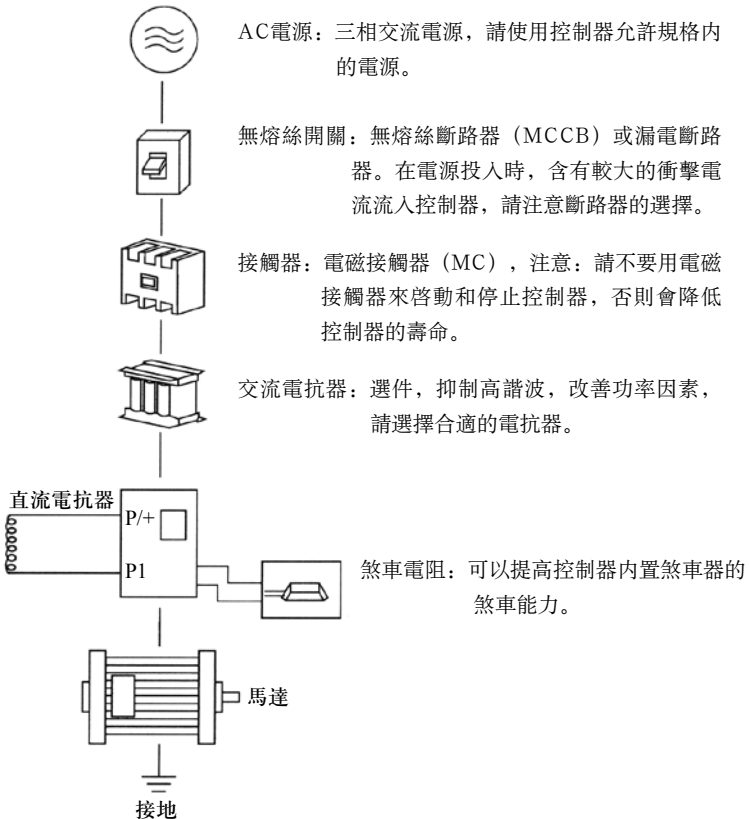 AC電源：三相交流電源，請使用控制器允許規格内
的電源。
無熔絲開關：無熔絲斷路器（MCCB）或漏電斷路
器。在電源投入時，含有較大的衝擊電
流流入控制器，請注意斷路器的選擇。
接觸器：電磁接觸器（MC），注意：請不要用電磁
接觸器來啓動和停止控制器，否則會降低
控制器的壽命。
交流電抗器：選件，抑制高諧波，改善功率因素，
請選擇合適的電抗器。
直流電抗器
P/+
P1
煞車電阻：可以提高控制器内置煞車器的
煞車能力。
馬達
接地